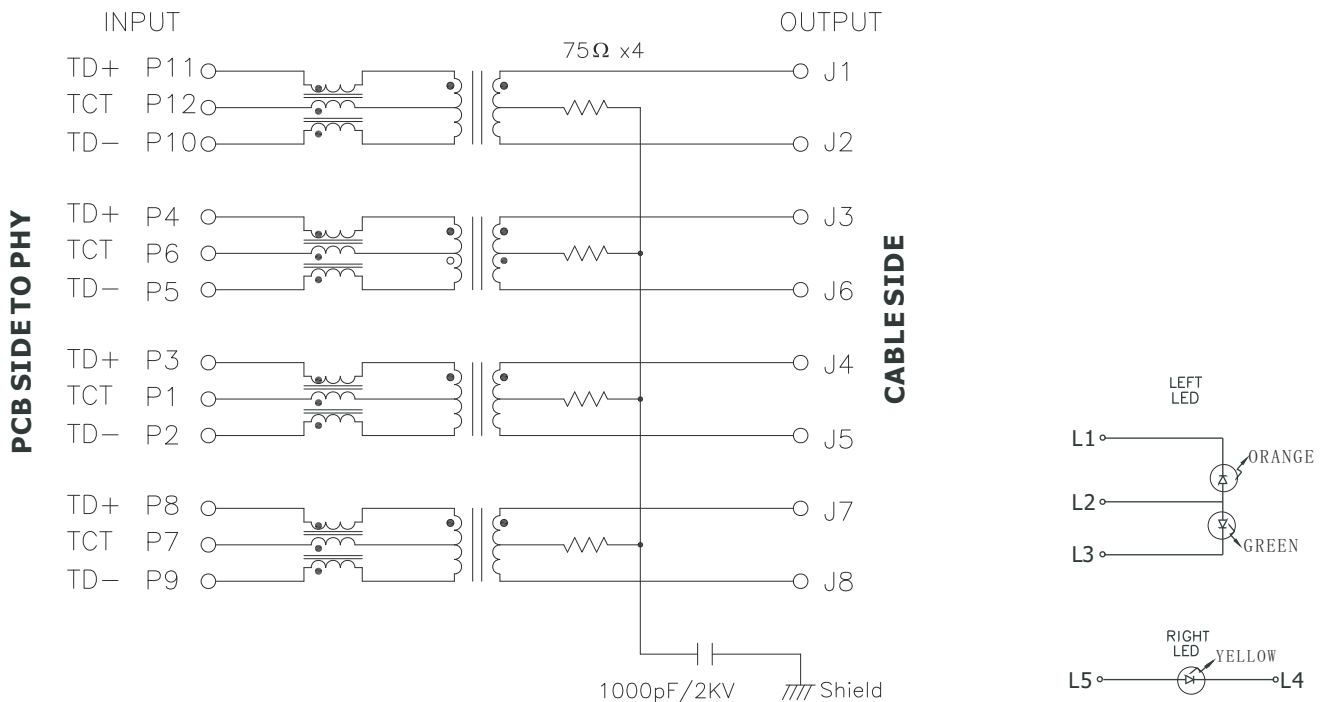 INPUT
OUTPUT
75Ω x4
TD+ P11
J1
TCT P12
TD− P10
J2
TD+ P4
J3
TCT P6
TD− P5
J6
TD+ P3
J4
TCT P1
TD− P2
J5
TD+ P8
J7
TCT P7
TD− P9
J8
1000pF/2KV
Shield
PCB SIDE TO PHY
CABLE SIDE
LEFT
LED
L1
ORANGE
L2
GREEN
L3
RIGHT
LED
YELLOW
L5
L4